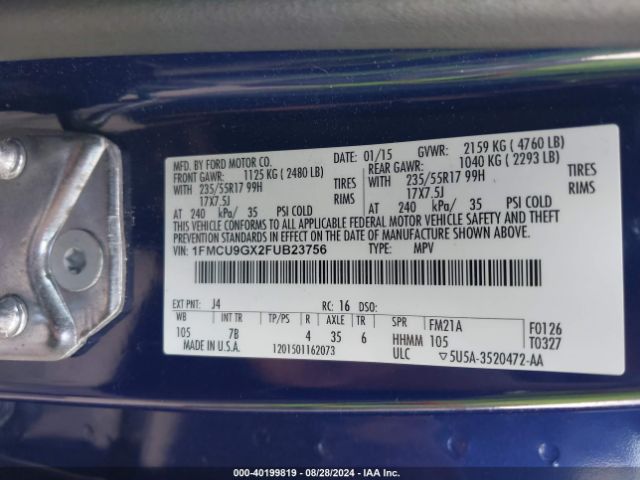 MFD. BY FORD MOTOR CO.
DATE: 01/15 GVWR: 2159 KG ( 4760 LB)
FRONT GAWR: 1125 KG ( 2480 LB) REAR GAWR: 1040 KG ( 2293 LB)
WITH 235/55R17 99H TIRES WITH 235/55R17 99H TIRES
17X7.5J RIMS 17X7.5J RIMS
AT 240 kPa/ 35 PSI COLD AT 240 kPa/ 35 PSI COLD
THIS VEHICLE CONFORMS TO ALL APPLICABLE FEDERAL MOTOR VEHICLE SAFETY AND THEFT
PREVENTION STANDARDS IN EFFECT ON THE DATE OF MANUFACTURE SHOWN ABOVE.
VIN: 1FMCU9GX2FUB23756 TYPE: MPV
EXT PNT: J4 RC: 16 DSO:
WB INT TR TP/PS R AXLE TR SPR FM21A F0126
105 7B 4 35 6 HHMM 105 T0327
MADE IN U.S.A. 1201501162073 ULC 5U5A-3520472-AA
000-40199819 - 08/28/2024 - IAA Inc.